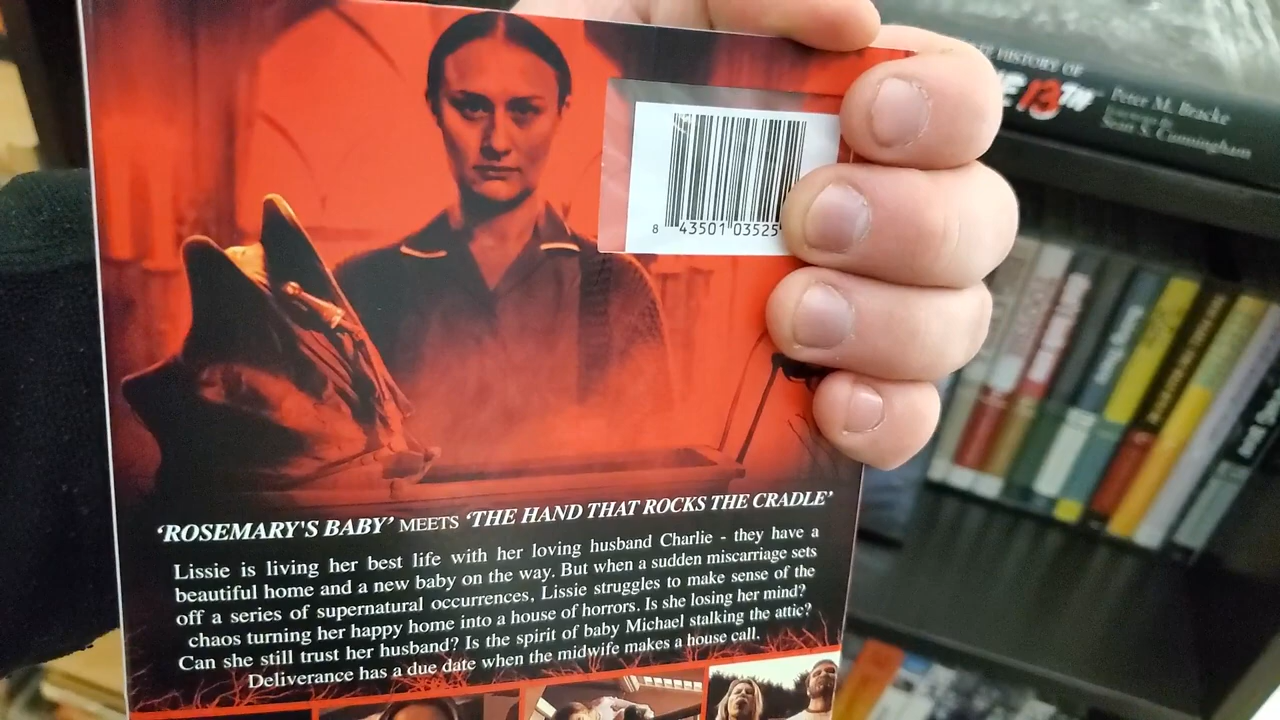 HISTORY OF
13TH
Peter M. Bracke
Sean S. Cunningham
8 43501 03525
‘ROSEMARY'S BABY’ MEETS ‘THE HAND THAT ROCKS THE CRADLE’
Lissie is living her best life with her loving husband Charlie - they have a
beautiful home and a new baby on the way. But when a sudden miscarriage sets
off a series of supernatural occurrences, Lissie struggles to make sense of the
chaos turning her happy home into a house of horrors. Is she losing her mind?
Can she still trust her husband? Is the spirit of baby Michael stalking the attic?
Deliverance has a due date when the midwife makes a house call.